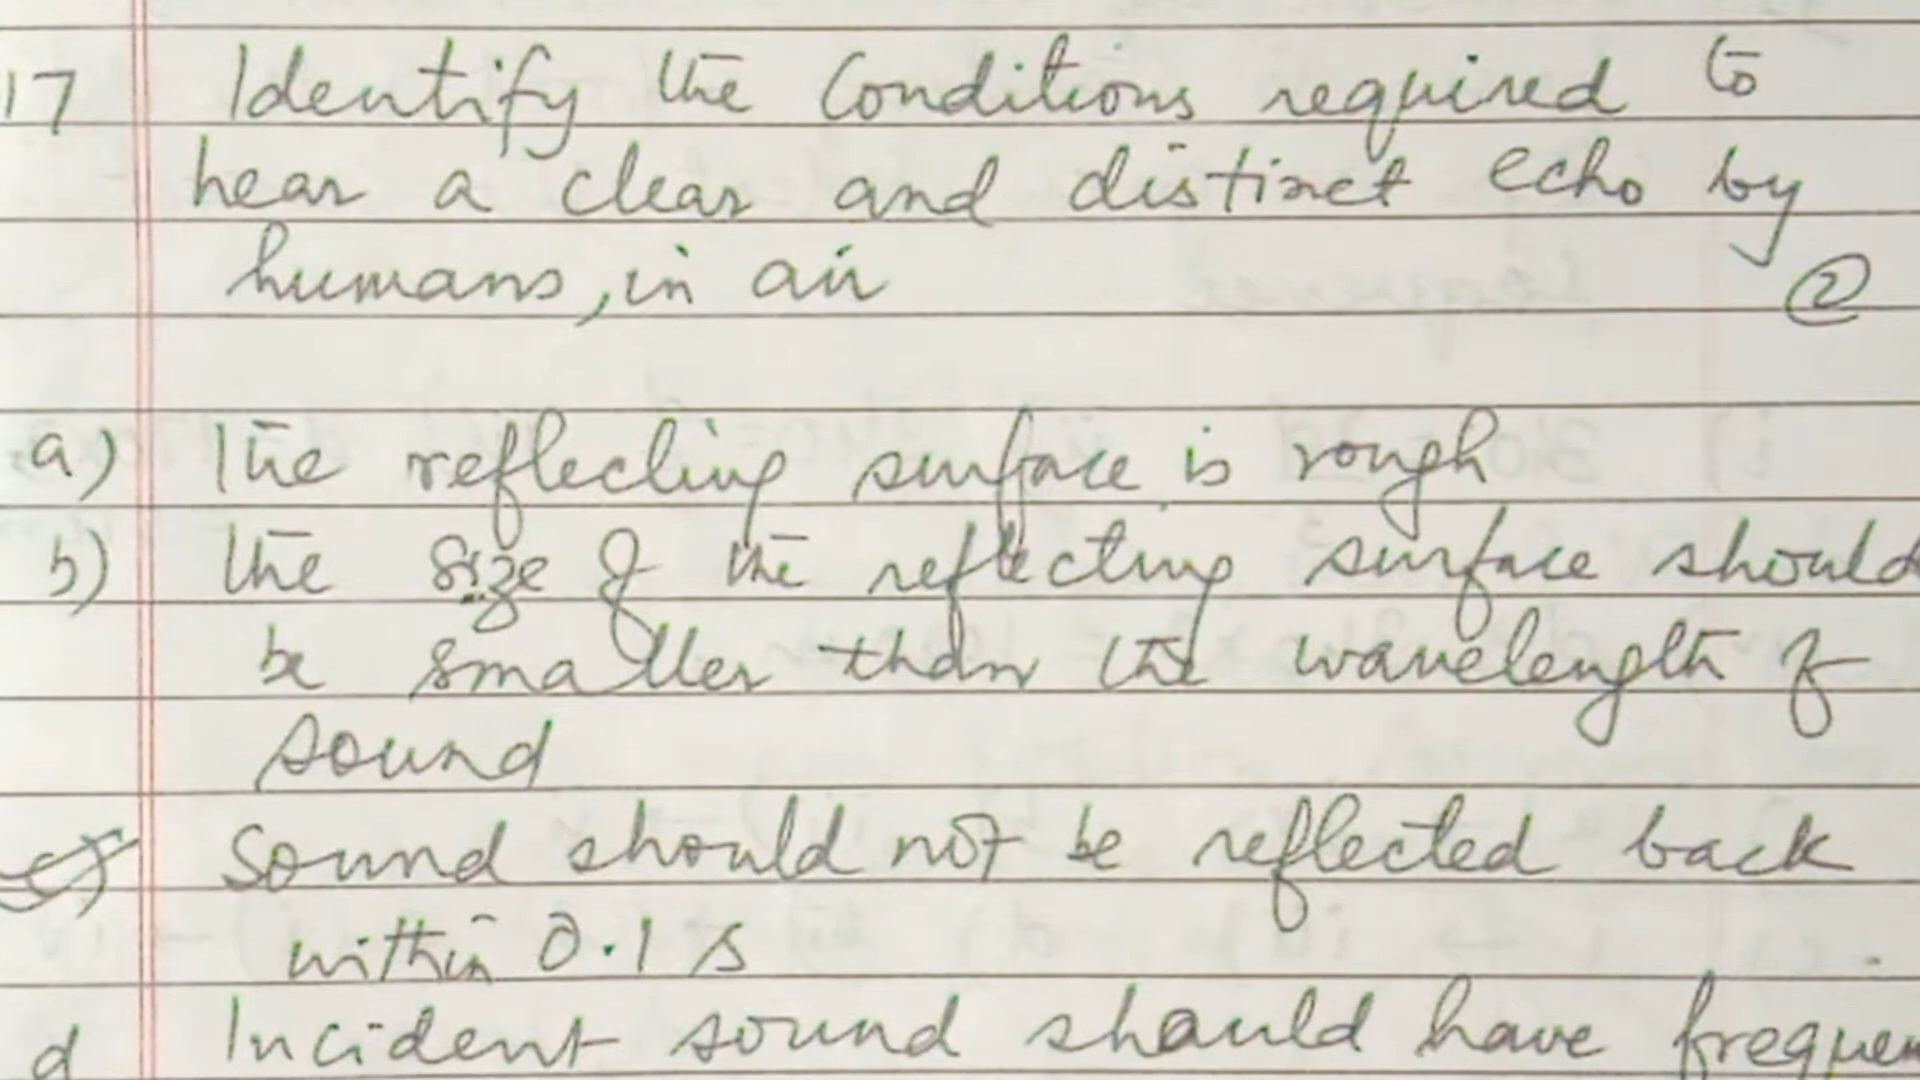 17 Identify the Conditions required to
hear a clear and distinct echo by
humans, in air
2
a) The reflecting surface is rough
b) the size of the reflecting surface should
be smaller than the wavelength of
sound
c) Sound should not be reflected back
within 0.1 s
d Incident sound should have frequen